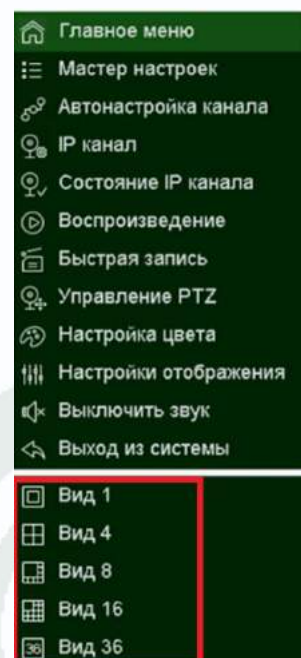 Главное меню
Мастер настроек
Автонастройка канала
IP канал
Состояние IP канала
Воспроизведение
Быстрая запись
Управление PTZ
Настройка цвета
Настройки отображения
Выключить звук
Выход из системы
Вид 1
Вид 4
Вид 8
Вид 16
36 Вид 36